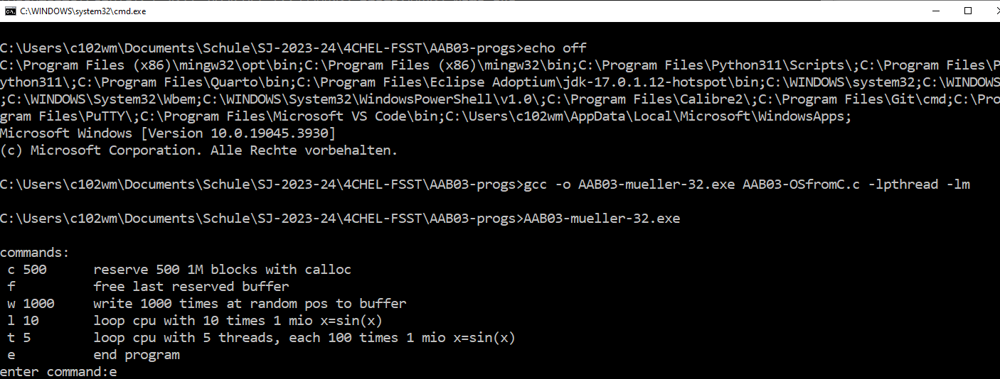 C:\WINDOWS\system32\cmd.exe
C:\Users\c102wm\Documents\Schule\SJ-2023-24\4CHEL-FSST\AAB03-progs>echo off
C:\Program Files (x86)\mingw32\opt\bin;C:\Program Files (x86)\mingw32\bin;C:\Program Files\Python311\Scripts\;C:\Program Files\P
ython311\;C:\Program Files\Quarto\bin;C:\Program Files\Eclipse Adoptium\jdk-17.0.1.12-hotspot\bin;C:\WINDOWS\system32;C:\WINDOWS
;C:\WINDOWS\System32\Wbem;C:\WINDOWS\System32\WindowsPowerShell\v1.0\;C:\Program Files\Calibre2\;C:\Program Files\Git\cmd;C:\Pro
gram Files\PuTTY\;C:\Program Files\Microsoft VS Code\bin;C:\Users\c102wm\AppData\Local\Microsoft\WindowsApps;
Microsoft Windows [Version 10.0.19045.3930]
(c) Microsoft Corporation. Alle Rechte vorbehalten.
C:\Users\c102wm\Documents\Schule\SJ-2023-24\4CHEL-FSST\AAB03-progs>gcc -o AAB03-mueller-32.exe AAB03-OSfromC.c -lpthread -lm
C:\Users\c102wm\Documents\Schule\SJ-2023-24\4CHEL-FSST\AAB03-progs>AAB03-mueller-32.exe
commands:
 c 500      reserve 500 1M blocks with calloc
 f          free last reserved buffer
 w 1000     write 1000 times at random pos to buffer
 l 10       loop cpu with 10 times 1 mio x=sin(x)
 t 5        loop cpu with 5 threads, each 100 times 1 mio x=sin(x)
 e          end program
enter command:e